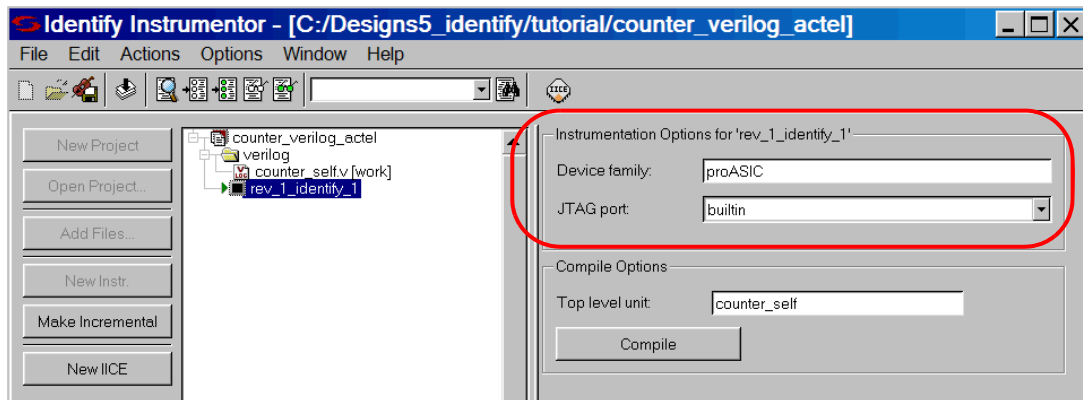 Identify Instrumentor - [C:/Designs5_identify/tutorial/counter_verilog_actel]
File Edit Actions Options Window Help
IICE
New Project
Open Project...
Add Files...
New Instr.
Make Incremental
New IICE
counter_verilog_actel
verilog
counter_self.v [work]
rev_1_identify_1
Instrumentation Options for 'rev_1_identify_1'
Device family: proASIC
JTAG port: builtin
Compile Options
Top level unit: counter_self
Compile